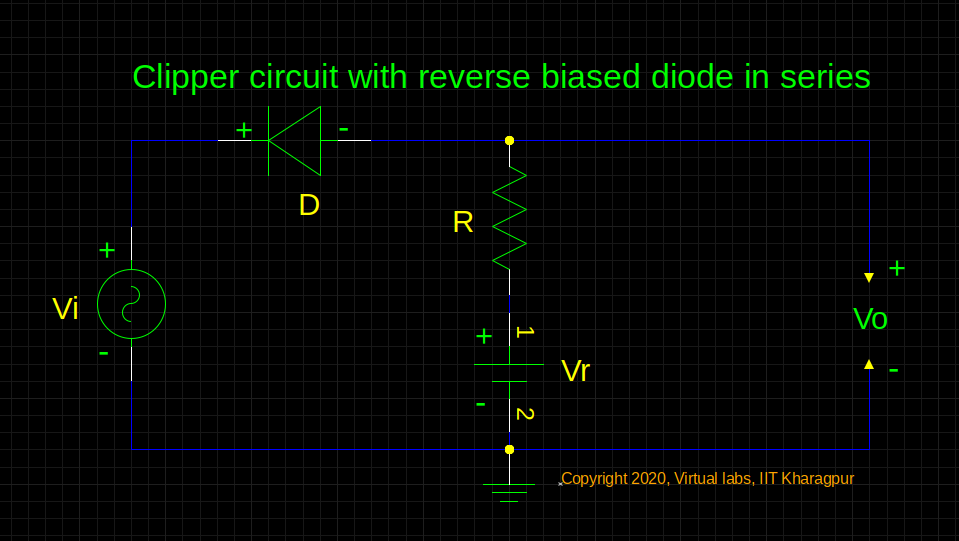 Clipper circuit with reverse biased diode in series
+ -
D
R
+
Vi
-
+ 1
Vr
- 2
+
Vo
-
Copyright 2020, Virtual labs, IIT Kharagpur